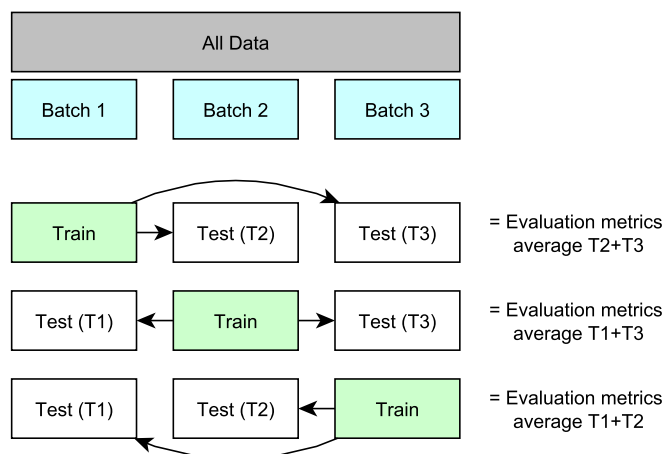 All Data
Batch 1 Batch 2 Batch 3
Train Test (T2) Test (T3) = Evaluation metrics
average T2+T3
Test (T1) Train Test (T3) = Evaluation metrics
average T1+T3
Test (T1) Test (T2) Train = Evaluation metrics
average T1+T2